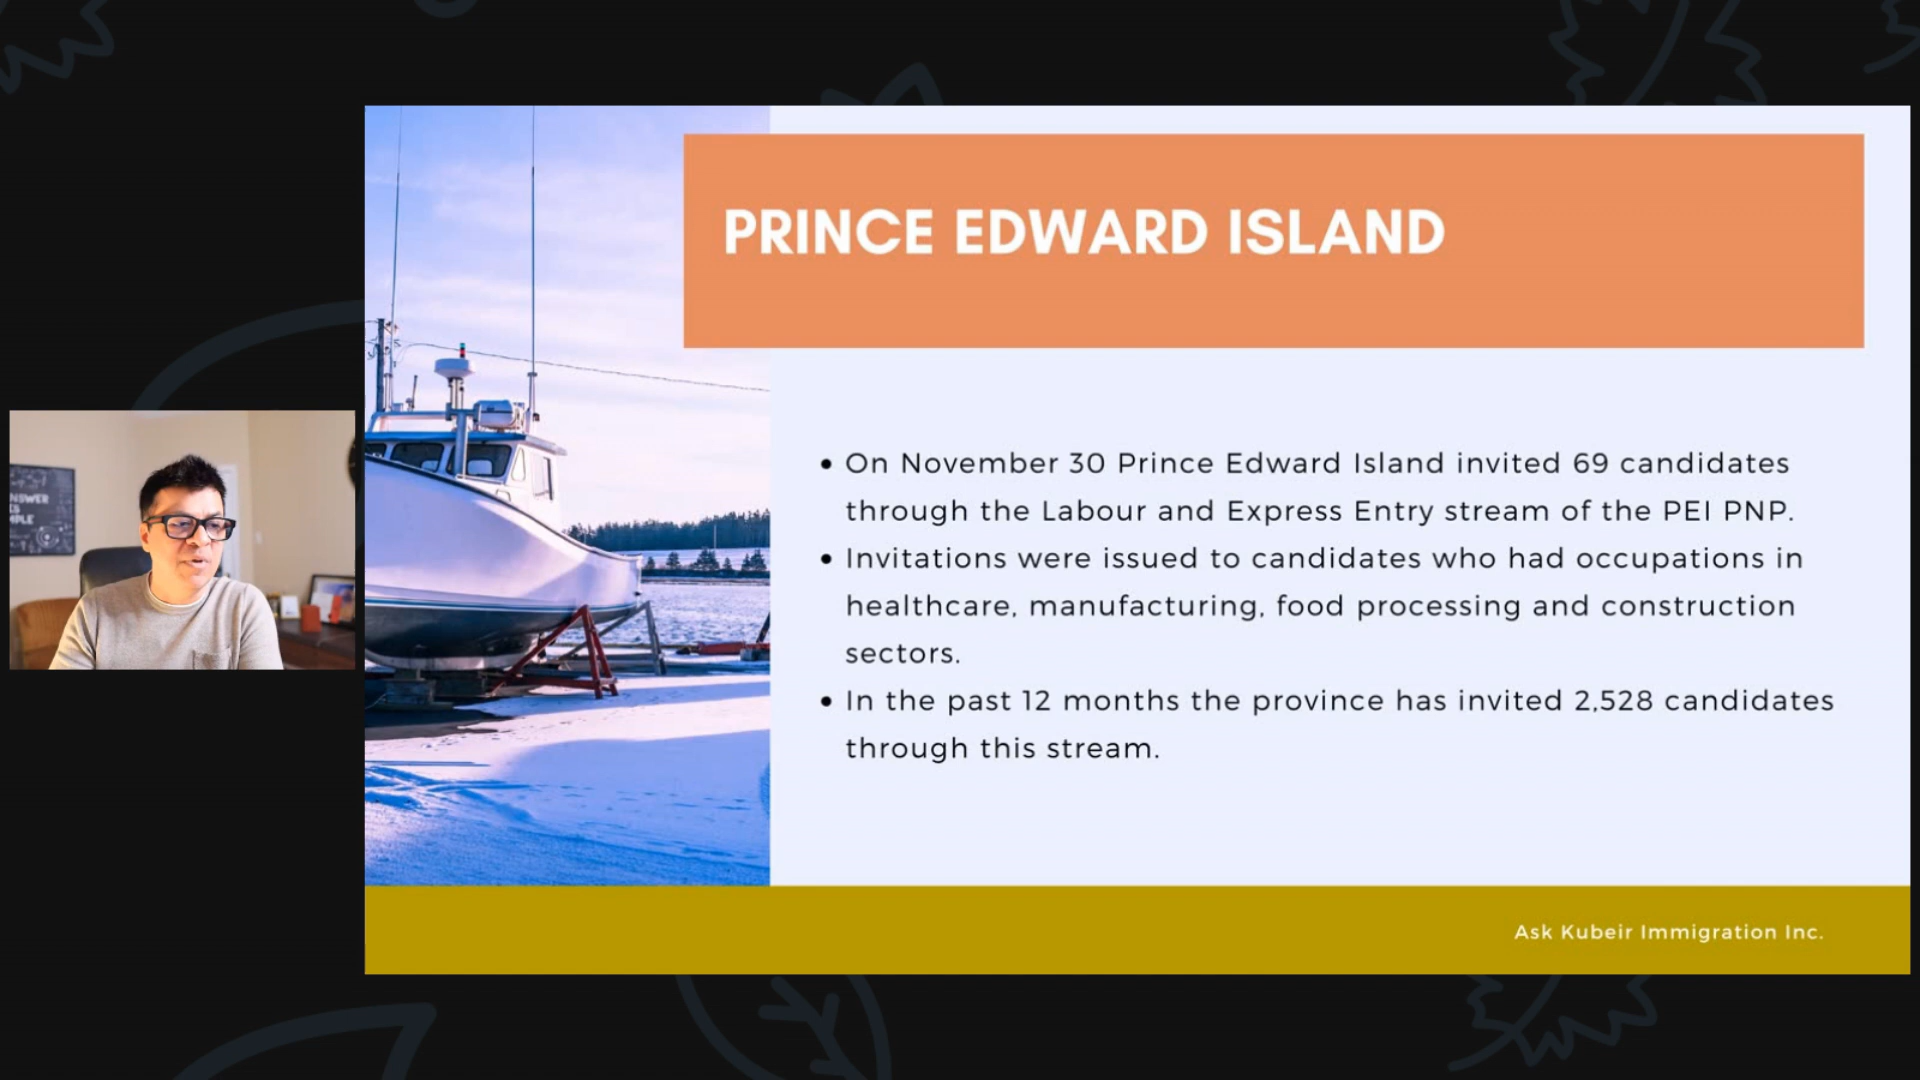 PRINCE EDWARD ISLAND
• On November 30 Prince Edward Island invited 69 candidates
through the Labour and Express Entry stream of the PEI PNP.
• Invitations were issued to candidates who had occupations in
healthcare, manufacturing, food processing and construction
sectors.
• In the past 12 months the province has invited 2,528 candidates
through this stream.
Ask Kubeir Immigration Inc.